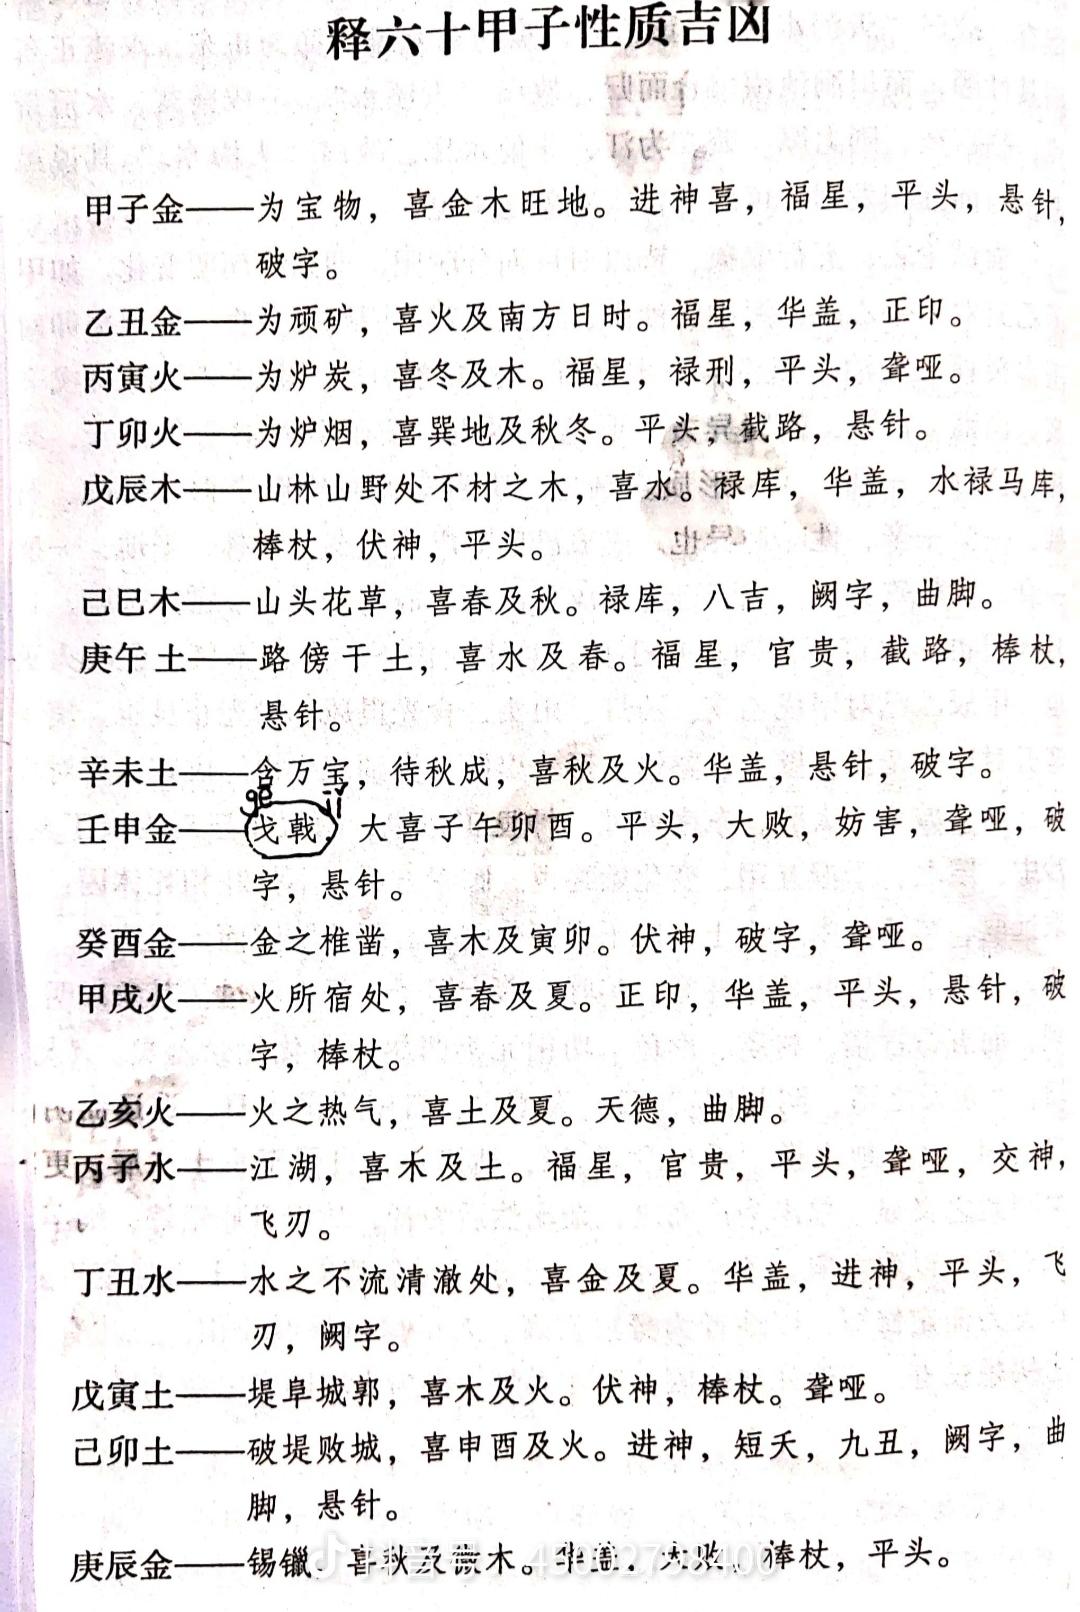 释六十甲子性质吉凶
甲子金——为宝物，喜金木旺地。进神喜，福星，平头，悬针，
破字。
乙丑金——为顽矿，喜火及南方日时。福星，华盖，正印。
丙寅火——为炉炭，喜冬及木。福星，禄刑，平头，聋哑。
丁卯火——为炉烟，喜巽地及秋冬。平头，截路，悬针。
戊辰木——山林山野处不材之木，喜水。禄库，华盖，水禄马库，
棒杖，伏神，平头。
己巳木——山头花草，喜春及秋。禄库，八吉，阙字，曲脚。
庚午土——路傍干土，喜水及春。福星，官贵，截路，棒杖，
悬针。
辛未土——含万宝，待秋成，喜秋及火。华盖，悬针，破字。
gē jǐ
壬申金——戈戟，大喜子午卯酉。平头，大败，妨害，聋哑，破
字，悬针。
癸酉金——金之椎凿，喜木及寅卯。伏神，破字，聋哑。
甲戌火——火所宿处，喜春及夏。正印，华盖，平头，悬针，破
字，棒杖。
乙亥火——火之热气，喜土及夏。天德，曲脚。
丙子水——江湖，喜木及土。福星，官贵，平头，聋哑，交神，
飞刃。
丁丑水——水之不流清澈处，喜金及夏。华盖，进神，平头，飞
刃，阙字。
戊寅土——堤阜城郭，喜木及火。伏神，棒杖。聋哑。
己卯土——破堤败城，喜申酉及火。进神，短夭，九丑，阙字，曲
脚，悬针。
庚辰金——锡镴，喜秋及微木。华盖，大败，棒杖，平头。